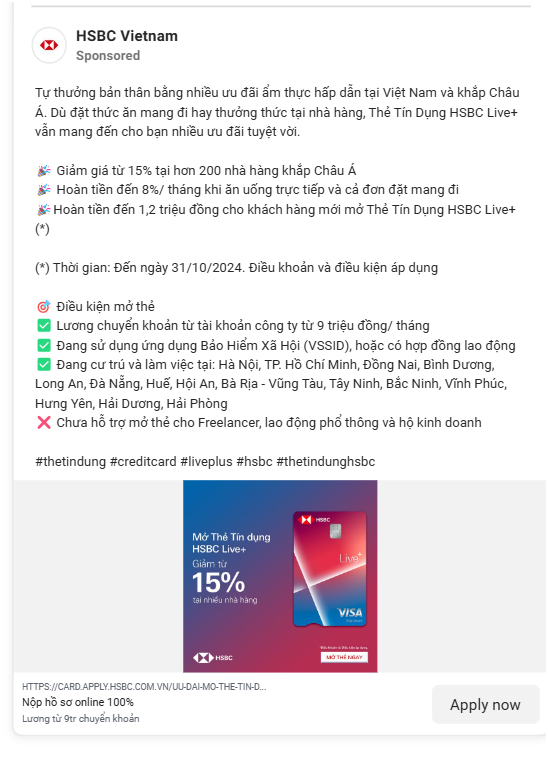 HSBC Vietnam
Sponsored
Tự thưởng bản thân bằng nhiều ưu đãi ẩm thực hấp dẫn tại Việt Nam và khắp Châu
Á. Dù đặt thức ăn mang đi hay thưởng thức tại nhà hàng, Thẻ Tín Dụng HSBC Live+
vẫn mang đến cho bạn nhiều ưu đãi tuyệt vời.
🎉 Giảm giá từ 15% tại hơn 200 nhà hàng khắp Châu Á
🎉 Hoàn tiền đến 8%/ tháng khi ăn uống trực tiếp và cả đơn đặt mang đi
🎉 Hoàn tiền đến 1,2 triệu đồng cho khách hàng mới mở Thẻ Tín Dụng HSBC Live+
(*)
(*) Thời gian: Đến ngày 31/10/2024. Điều khoản và điều kiện áp dụng
🎯 Điều kiện mở thẻ
✅ Lương chuyển khoản từ tài khoản công ty từ 9 triệu đồng/ tháng
✅ Đang sử dụng ứng dụng Bảo Hiểm Xã Hội (VSSID), hoặc có hợp đồng lao động
✅ Đang cư trú và làm việc tại: Hà Nội, TP. Hồ Chí Minh, Đồng Nai, Bình Dương,
Long An, Đà Nẵng, Huế, Hội An, Bà Rịa - Vũng Tàu, Tây Ninh, Bắc Ninh, Vĩnh Phúc,
Hưng Yên, Hải Dương, Hải Phòng
❌ Chưa hỗ trợ mở thẻ cho Freelancer, lao động phổ thông và hộ kinh doanh
#thetindung #creditcard #liveplus #hsbc #thetindunghsbc
Mở Thẻ Tín dụng
HSBC Live+
Giảm từ
15%
tại nhiều nhà hàng
HSBC
Live+
VISA
HSBC
MỞ THẺ NGAY
HTTPS://CARD.APPLY.HSBC.COM.VN/UU-DAI-MO-THE-TIN-D...
Nộp hồ sơ online 100%
Lương từ 9tr chuyển khoản
Apply now